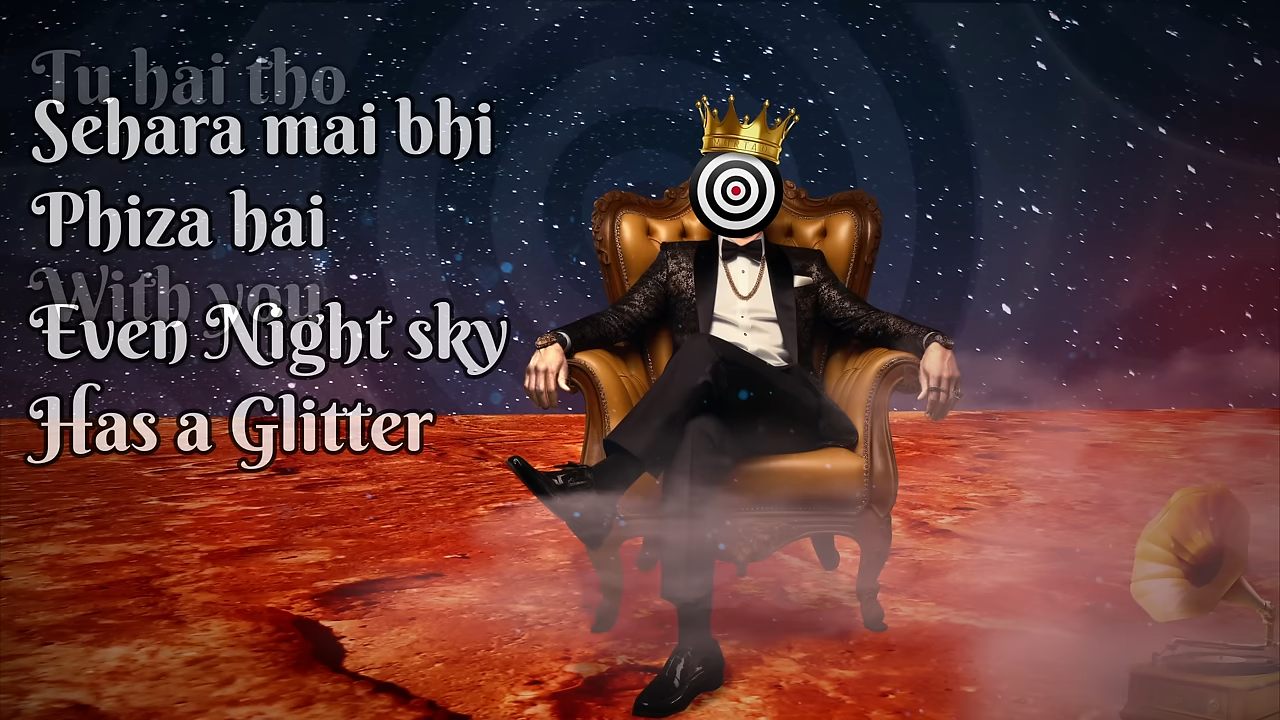 Tu hai tho
Sehara mai bhi
Phiza hai
With you
Even Night sky
Has a Glitter